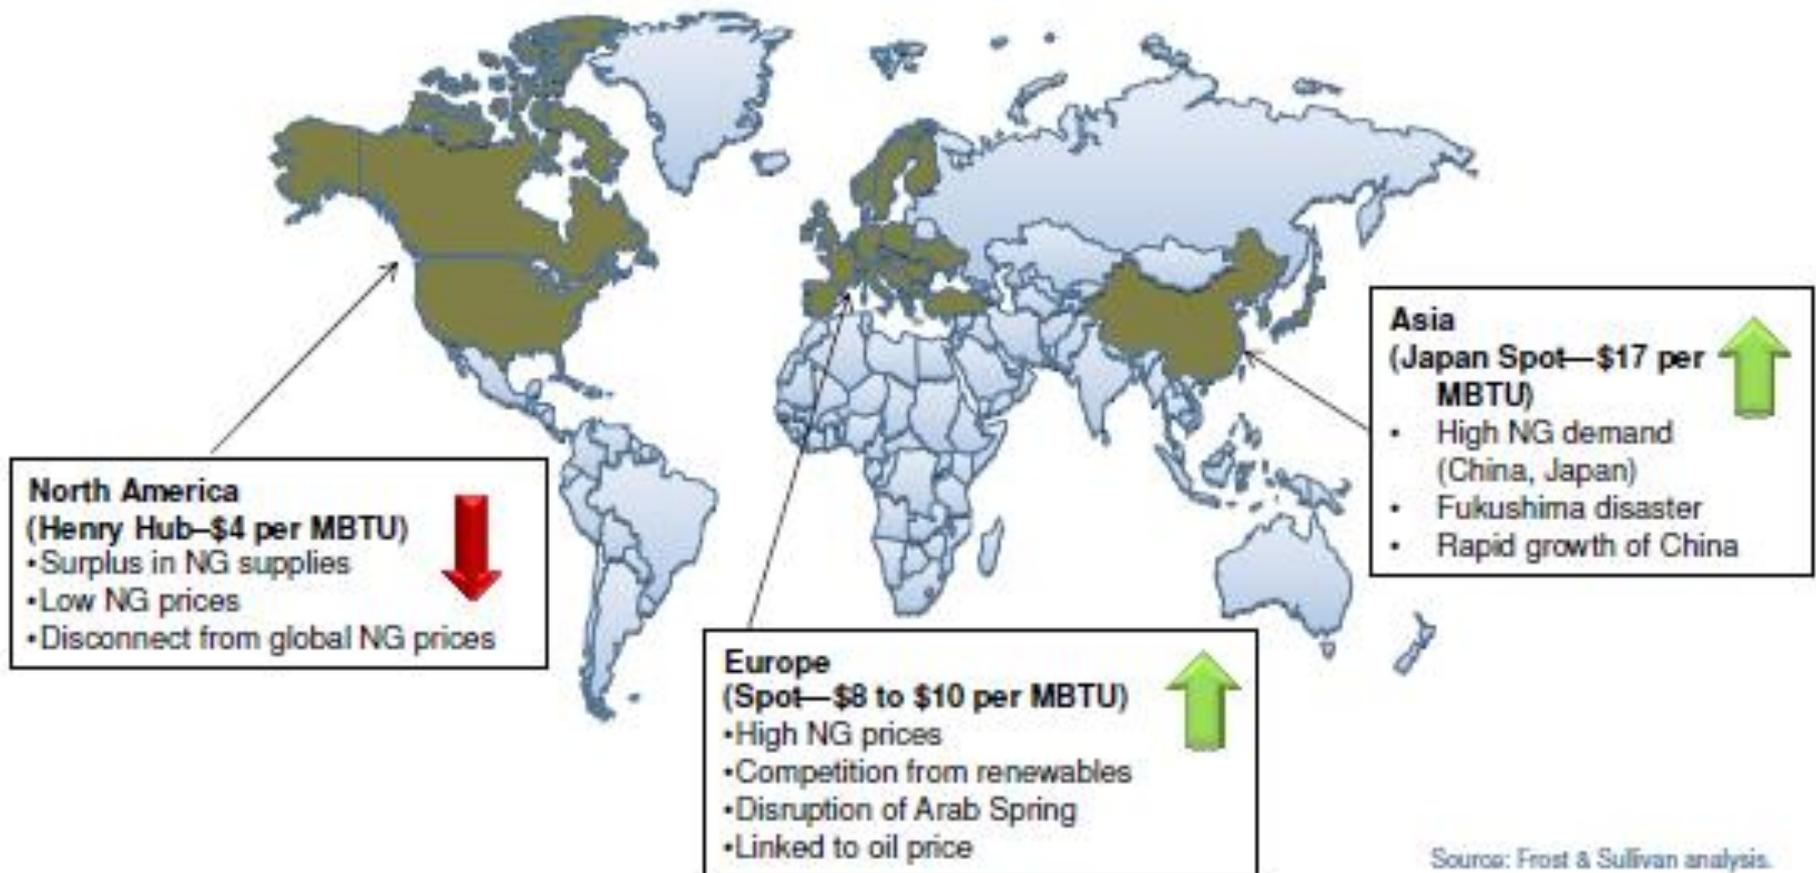 North America
(Henry Hub–$4 per MBTU)
•Surplus in NG supplies
•Low NG prices
•Disconnect from global NG prices
Europe
(Spot—$8 to $10 per MBTU)
•High NG prices
•Competition from renewables
•Disruption of Arab Spring
•Linked to oil price
Asia
(Japan Spot—$17 per
MBTU)
• High NG demand
(China, Japan)
• Fukushima disaster
• Rapid growth of China
Source: Frost & Sullivan analysis.